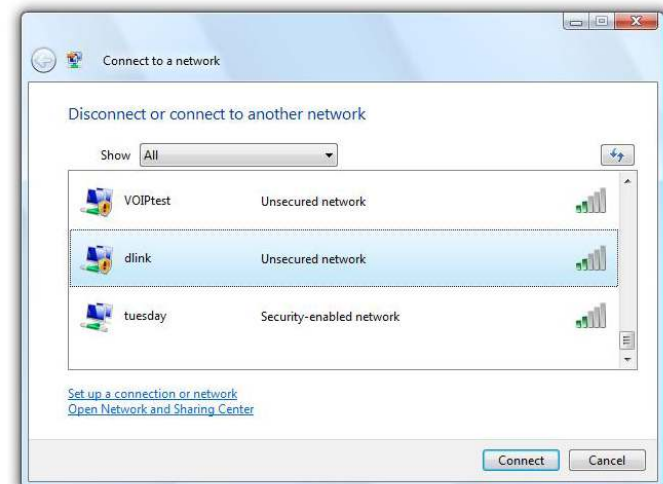 Connect to a network
Disconnect or connect to another network
Show All
VOIPtest Unsecured network
dlink Unsecured network
tuesday Security-enabled network
Set up a connection or network
Open Network and Sharing Center
Connect Cancel